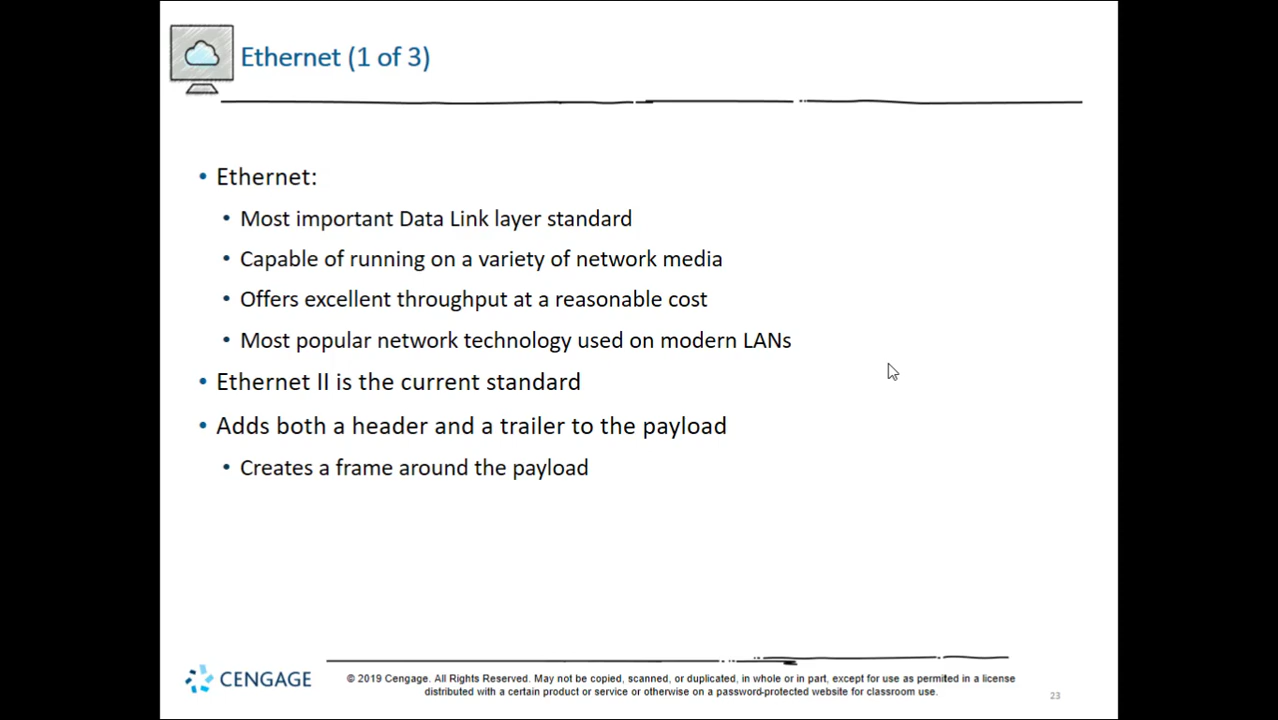 Ethernet (1 of 3)
• Ethernet:
• Most important Data Link layer standard
• Capable of running on a variety of network media
• Offers excellent throughput at a reasonable cost
• Most popular network technology used on modern LANs
• Ethernet II is the current standard
• Adds both a header and a trailer to the payload
• Creates a frame around the payload
CENGAGE
© 2019 Cengage. All Rights Reserved. May not be copied, scanned, or duplicated, in whole or in part, except for use as permitted in a license
distributed with a certain product or service or otherwise on a password-protected website for classroom use.
23